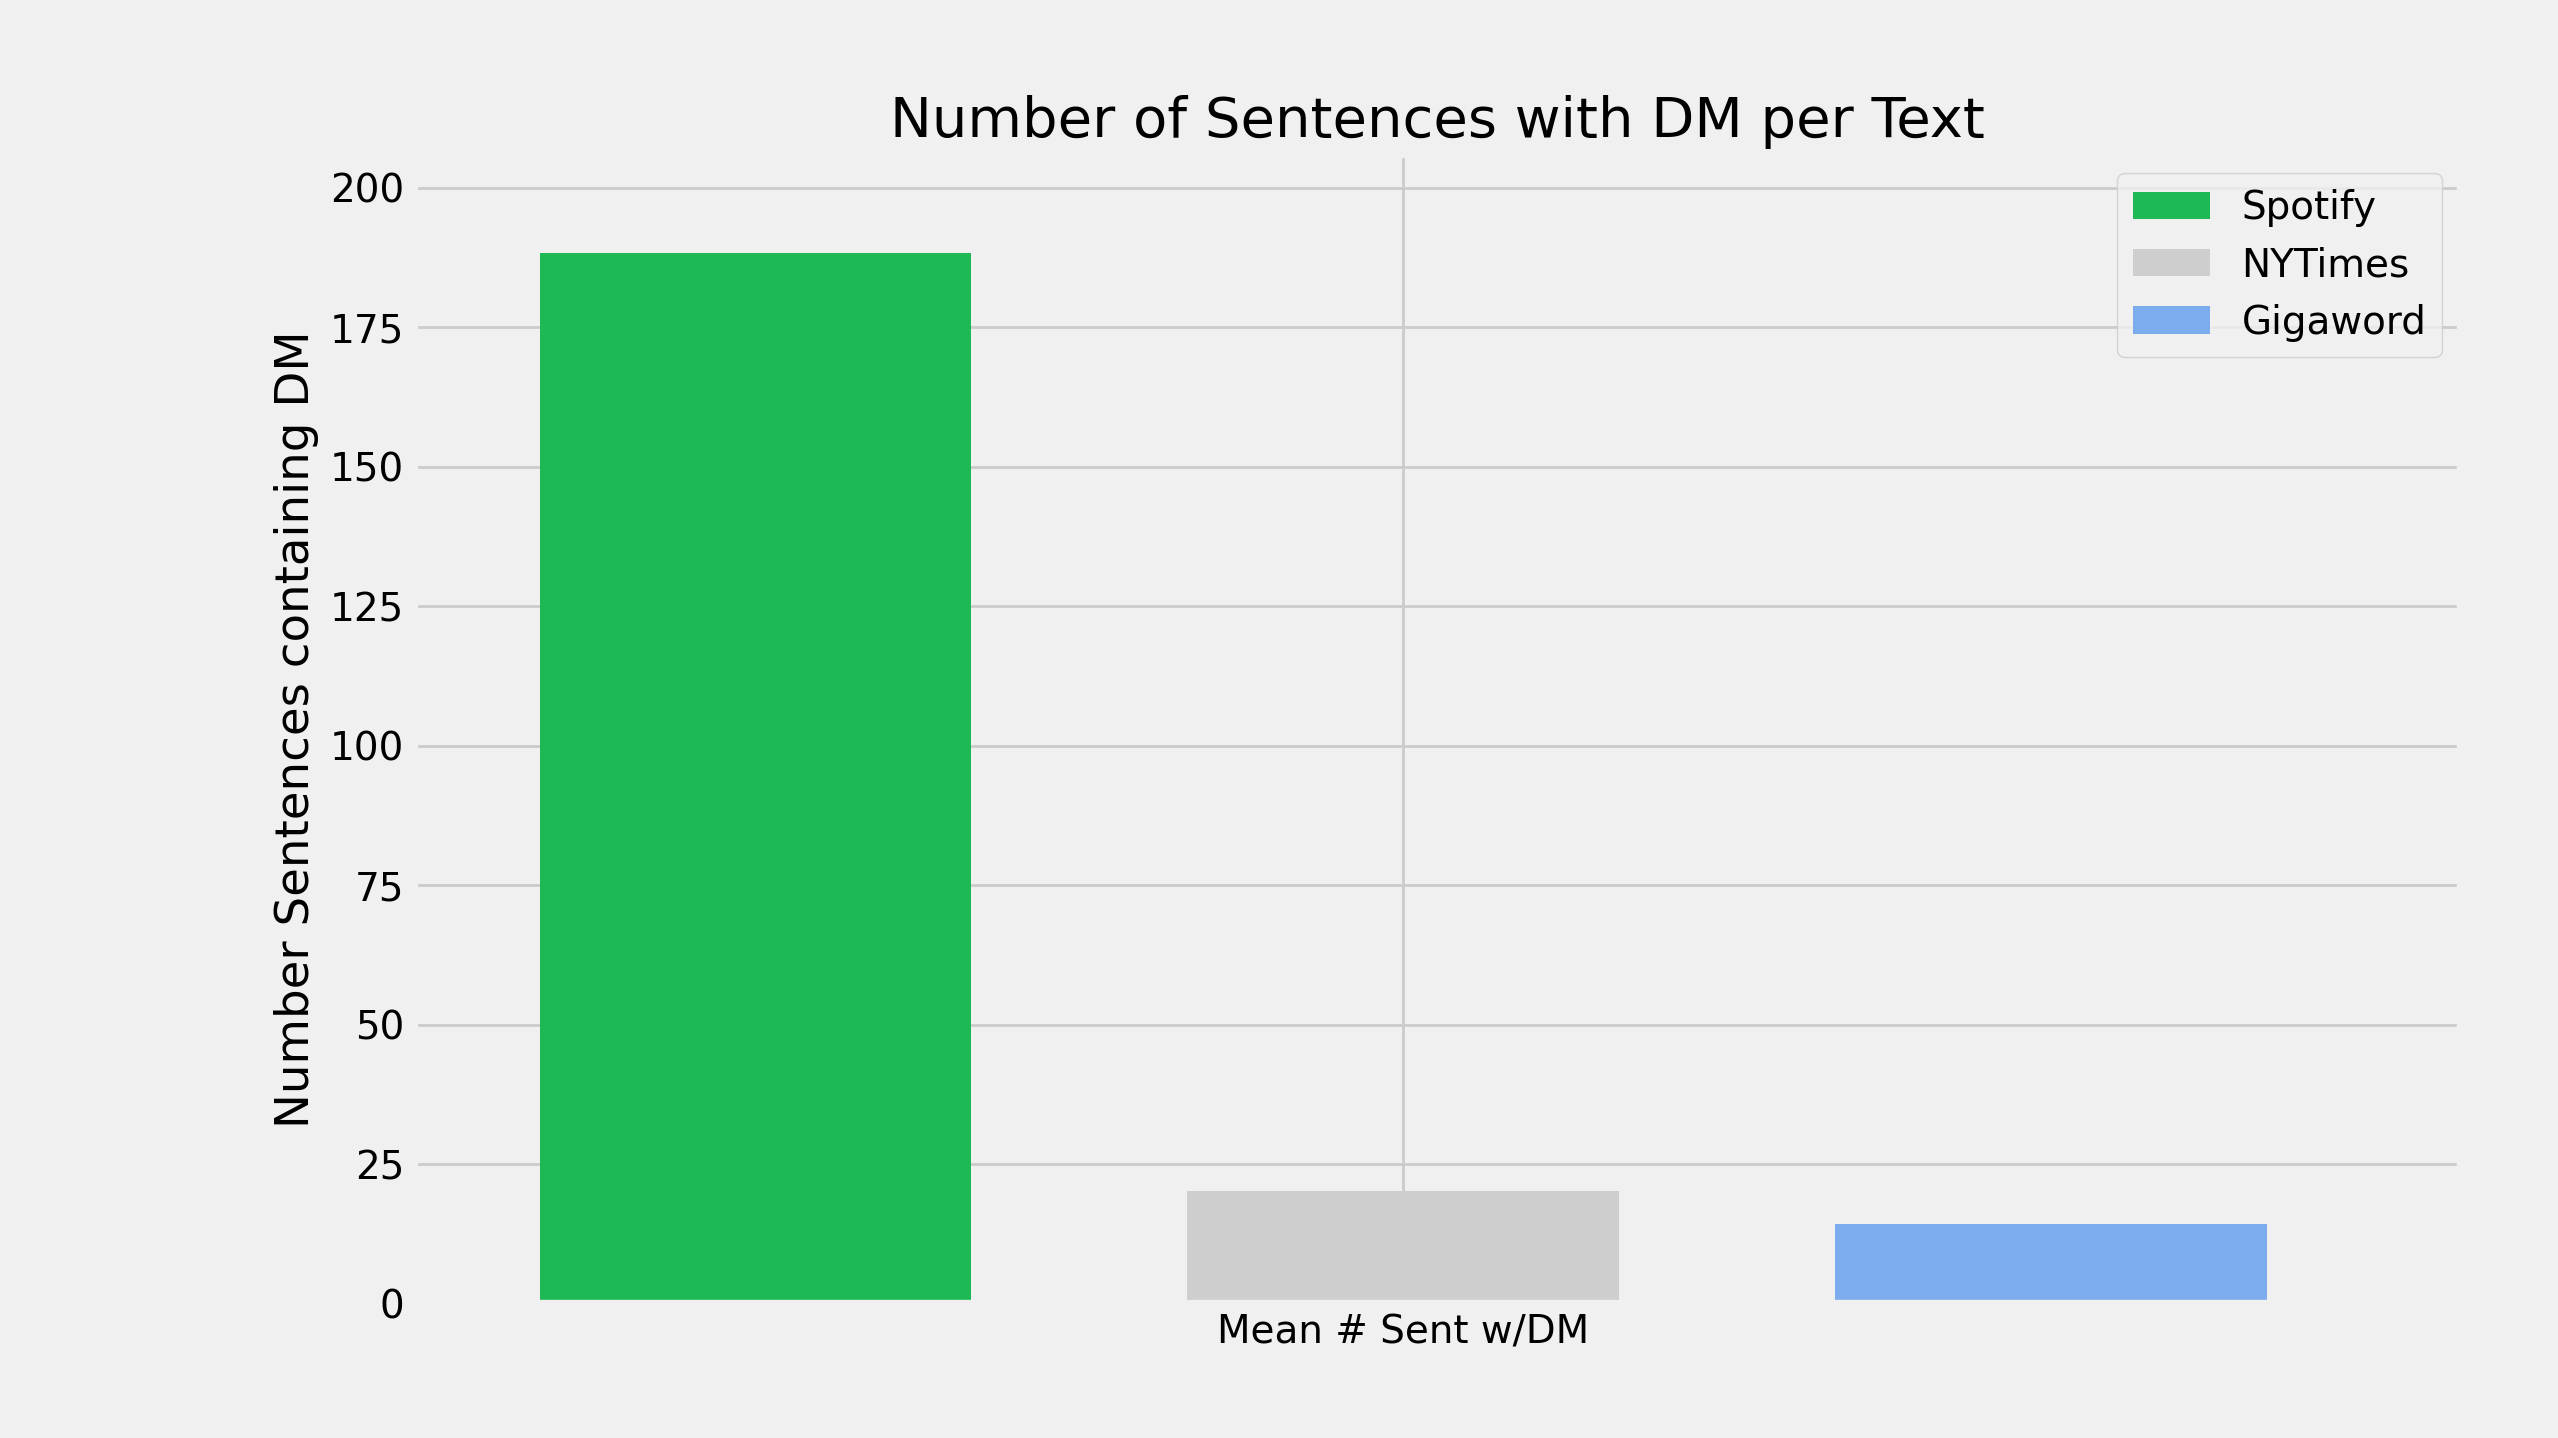 Number of Sentences with DM per Text
Number Sentences containing DM
200
175
150
125
100
75
50
25
0
Spotify
NYTimes
Gigaword
Mean # Sent w/DM